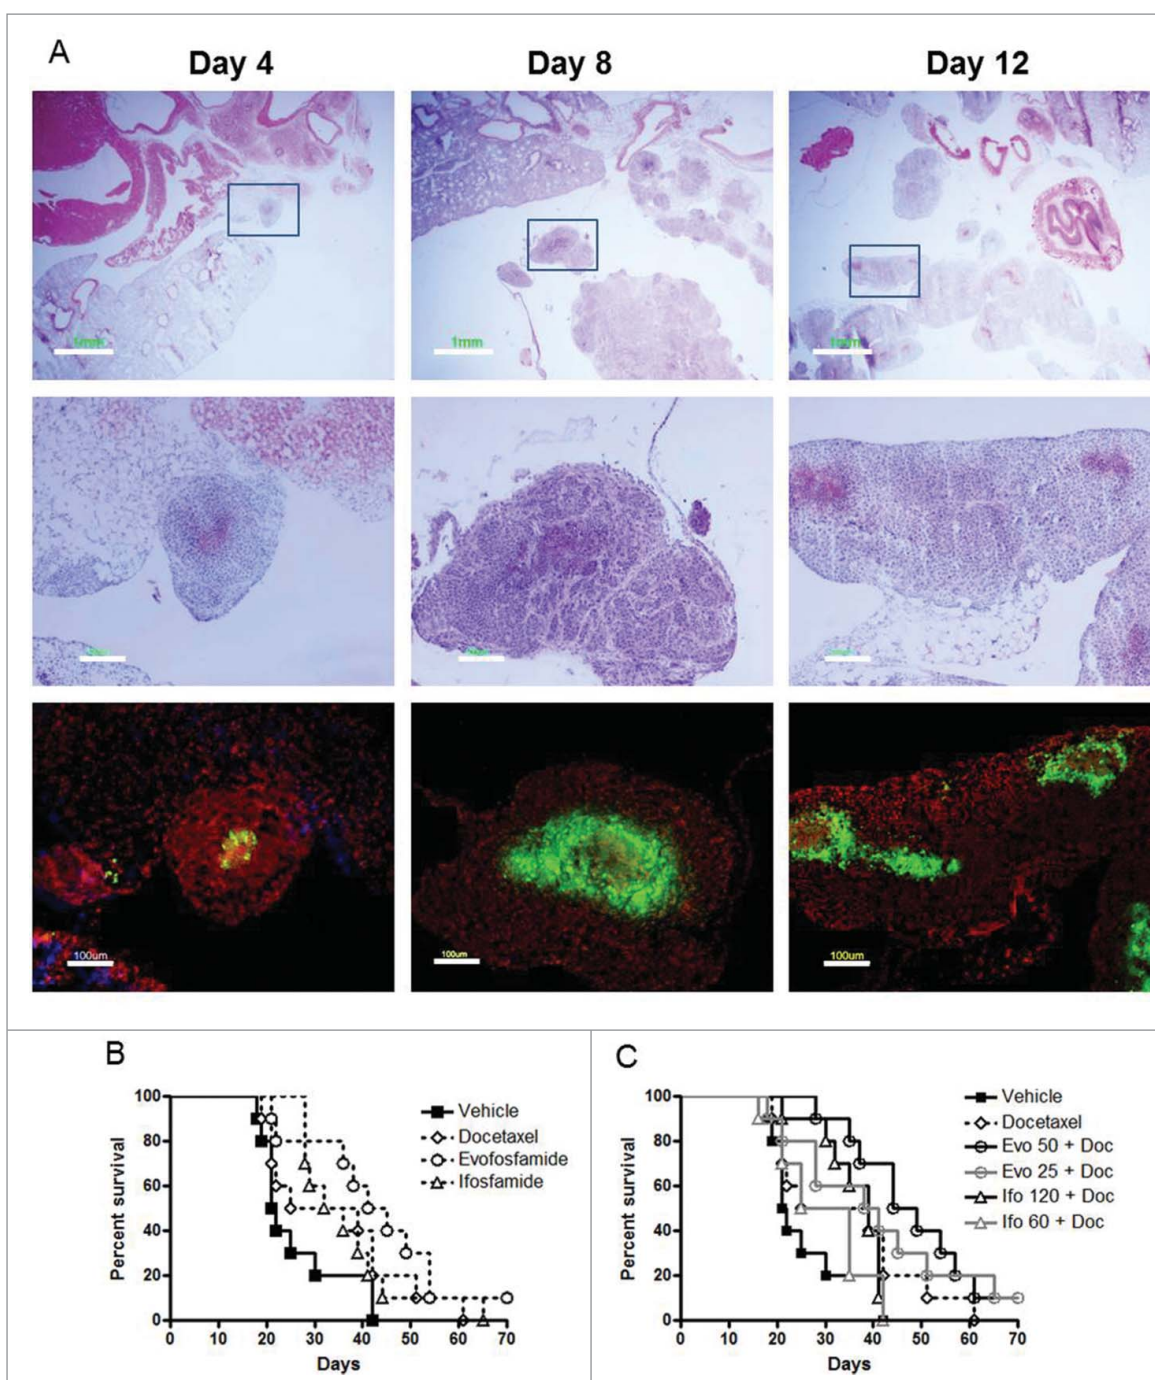 A
Day 4 Day 8 Day 12
1mm 1mm 1mm
100um 100um 100um
B C
100 80 60 40 20 0
Percent survival
0 10 20 30 40 50 60 70
Days
Vehicle
Docetaxel
Evofosfamide
Ifosfamide
100 80 60 40 20 0
Percent survival
0 10 20 30 40 50 60 70
Days
Vehicle
Docetaxel
Evo 50 + Doc
Evo 25 + Doc
Ifo 120 + Doc
Ifo 60 + Doc